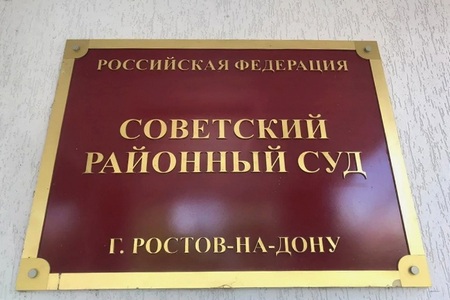 РОССИЙСКАЯ ФЕДЕРАЦИЯ
СОВЕТСКИЙ
РАЙОННЫЙ СУД
Г. РОСТОВ-НА-ДОНУ